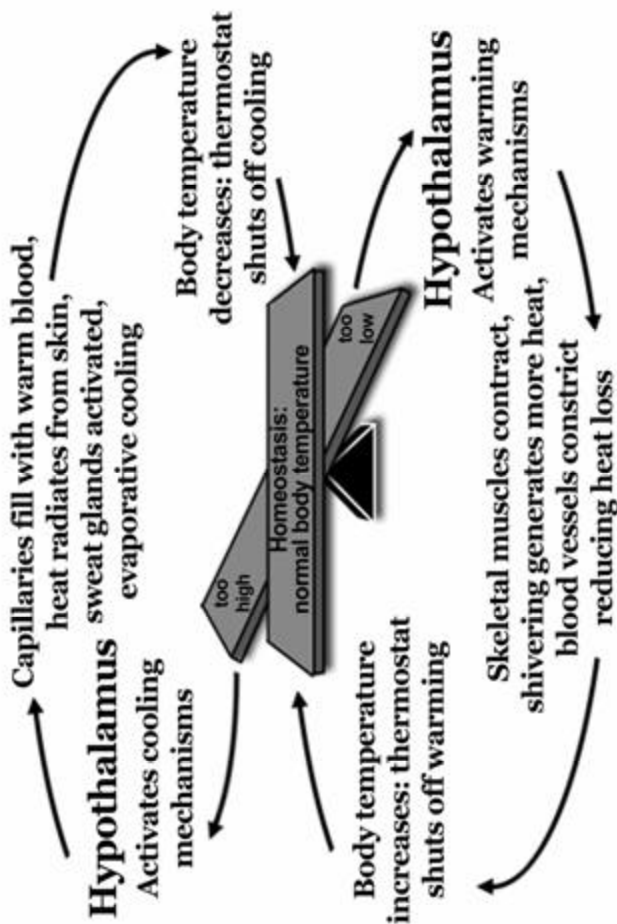 Capillaries fill with warm blood,
heat radiates from skin,
sweat glands activated,
evaporative cooling
Hypothalamus
Activates cooling
mechanisms
Body temperature
decreases: thermostat
shuts off cooling
too
high
Homeostasis:
normal body temperature
too
low
Body temperature
increases: thermostat
shuts off warming
Hypothalamus
Activates warming
mechanisms
Skeletal muscles contract,
shivering generates more heat,
blood vessels constrict
reducing heat loss